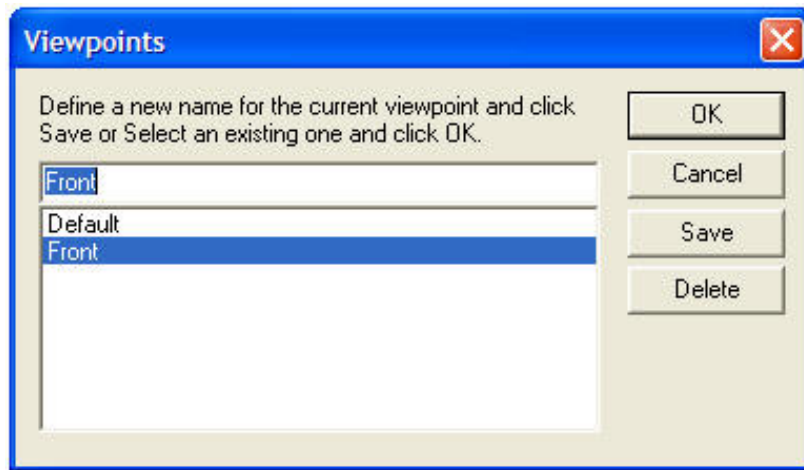 Viewpoints
Define a new name for the current viewpoint and click
Save or Select an existing one and click OK.
Front
Default
Front
OK
Cancel
Save
Delete